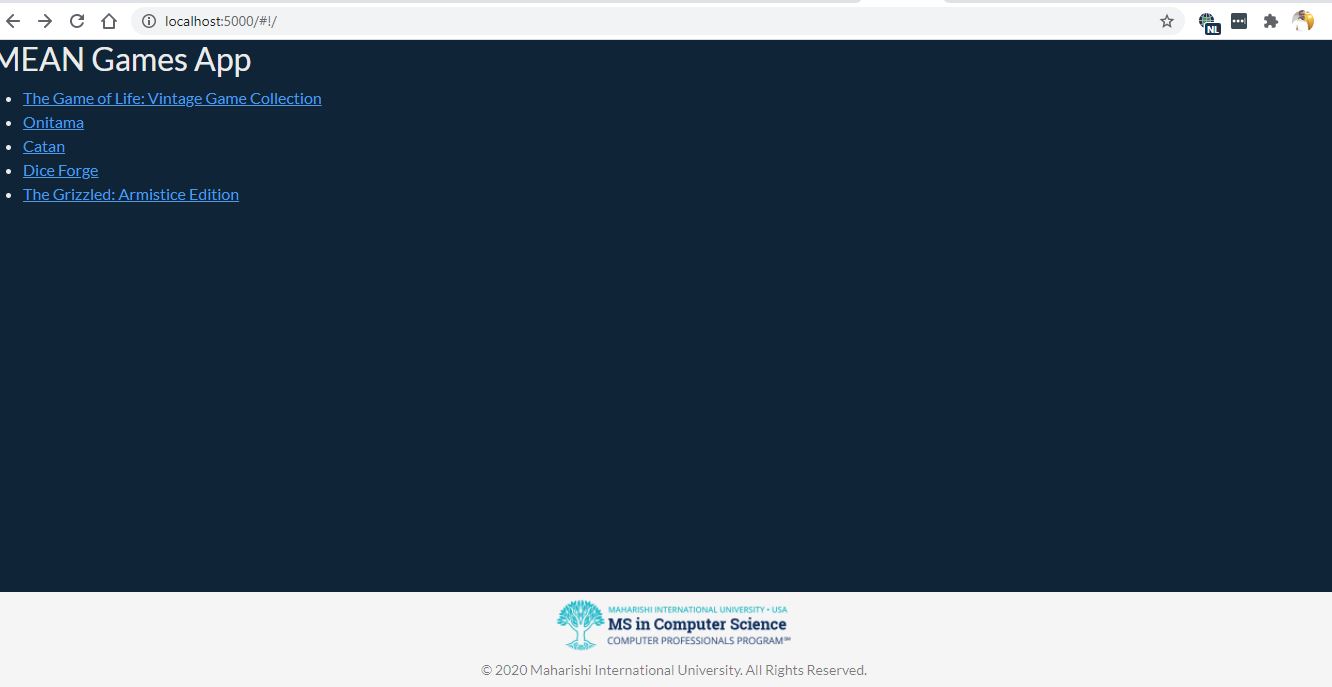 localhost:5000/#!/
NL
MEAN Games App
The Game of Life: Vintage Game Collection
Onitama
Catan
Dice Forge
The Grizzled: Armistice Edition
MAHARISHI INTERNATIONAL UNIVERSITY • USA
MS in Computer Science
COMPUTER PROFESSIONALS PROGRAM℠
© 2020 Maharishi International University. All Rights Reserved.